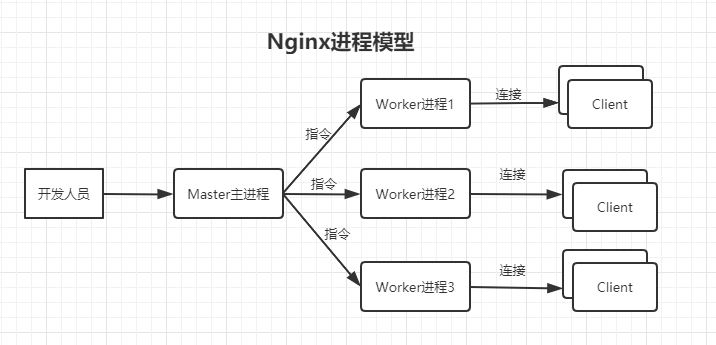 Nginx进程模型
Worker进程1
连接
Client
指令
开发人员
Master主进程
指令
Worker进程2
连接
Client
指令
Worker进程3
连接
Client